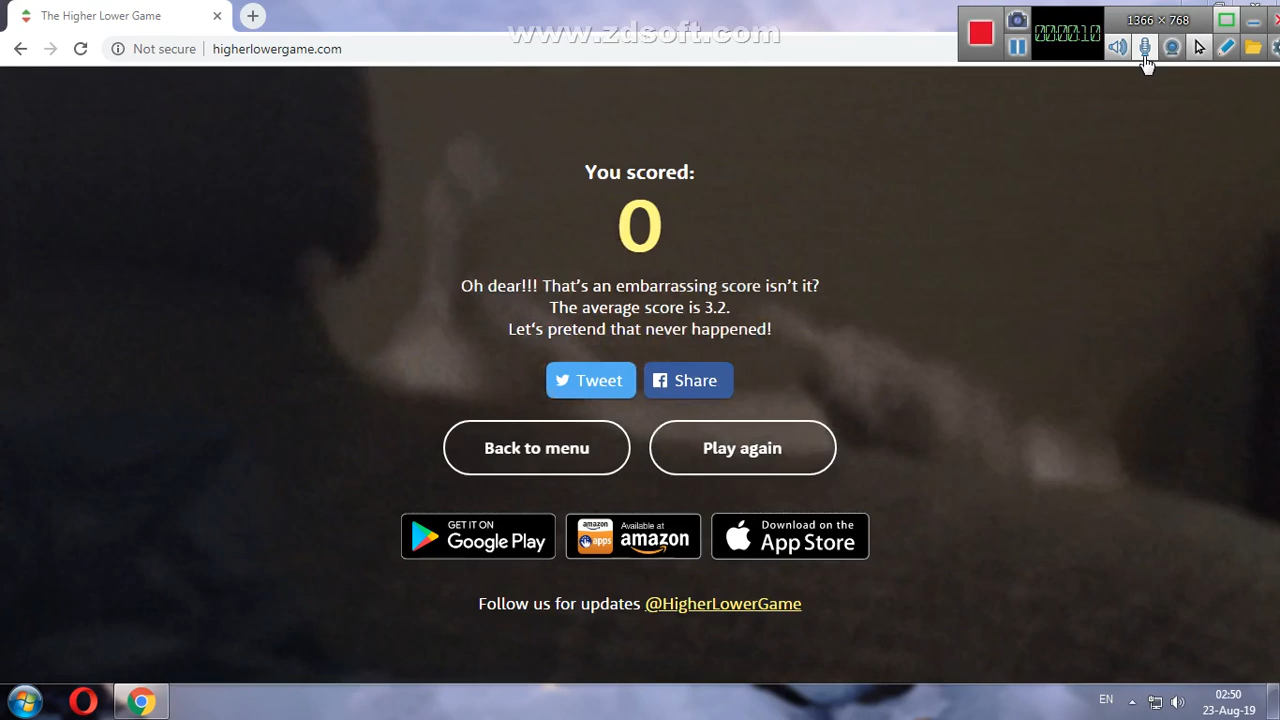 The Higher Lower Game
Not secure
higherlowergame.com
www.zdsoft.com
00:00:10
1366 × 768
You scored:
0
Oh dear!!! That's an embarrassing score isn't it?
The average score is 3.2.
Let's pretend that never happened!
Tweet
Share
Back to menu
Play again
GET IT ON
Google Play
amazon
apps
Available at
amazon
Download on the
App Store
Follow us for updates @HigherLowerGame
EN
02:50
23-Aug-19